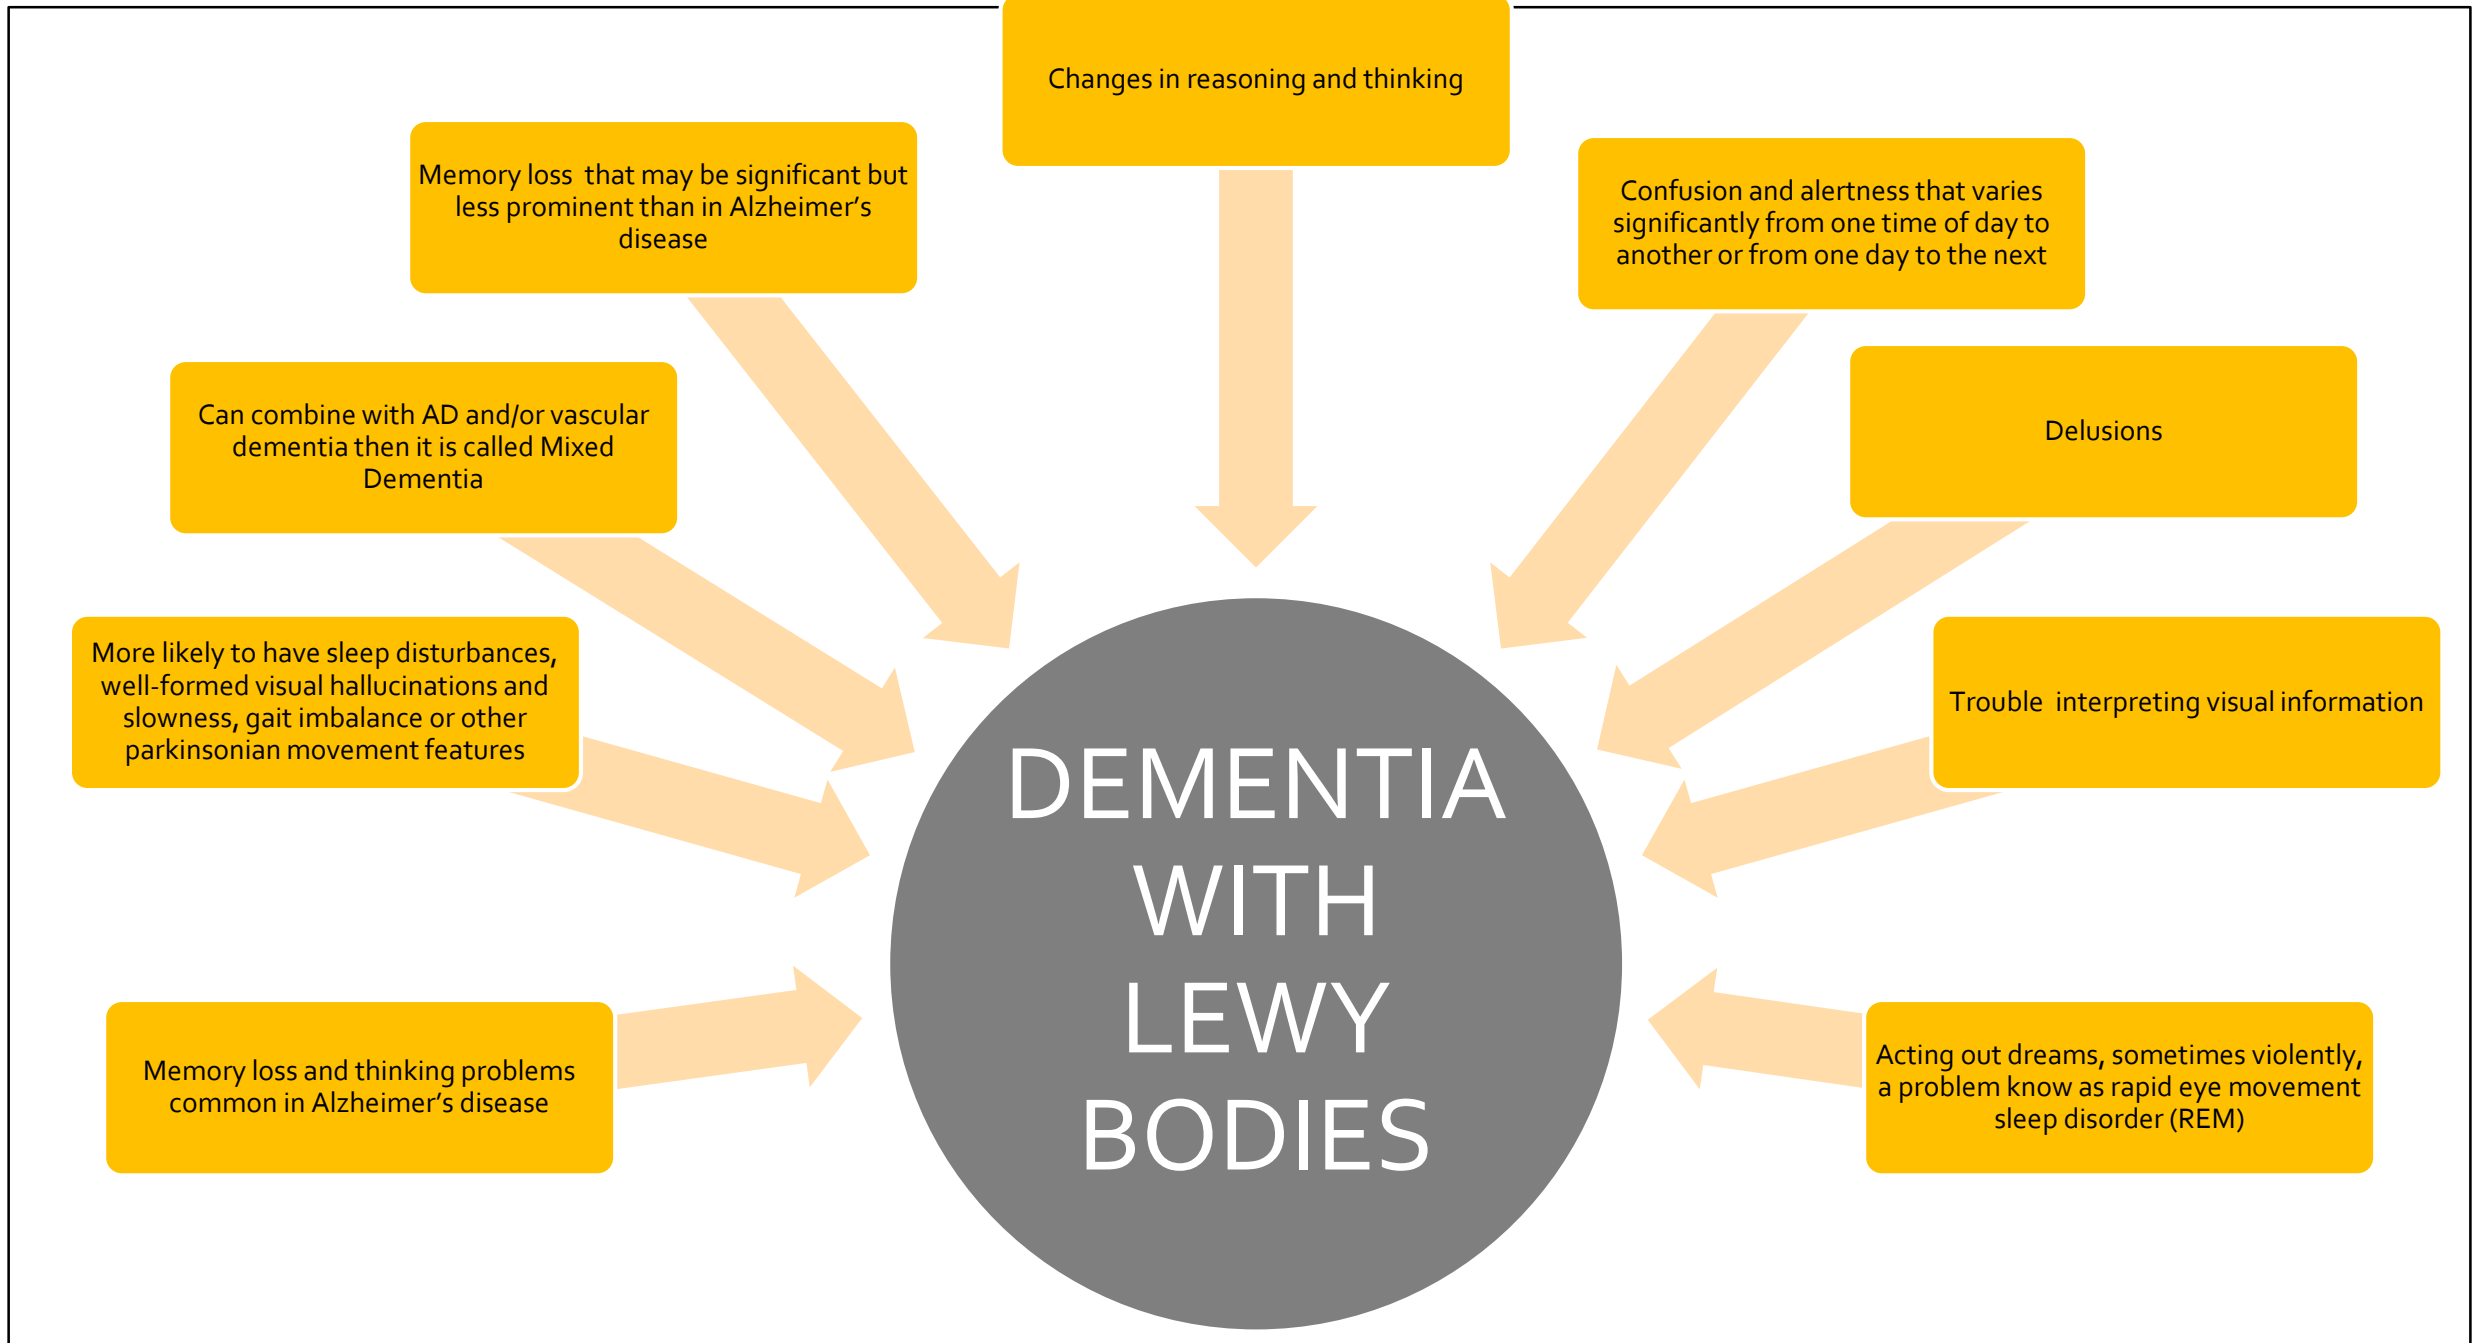 Changes in reasoning and thinking
Memory loss  that may be significant but
less prominent than in Alzheimer’s
disease
Confusion and alertness that varies
significantly from one time of day to
another or from one day to the next
Can combine with AD and/or vascular
dementia then it is called Mixed
Dementia
Delusions
More likely to have sleep disturbances,
well-formed visual hallucinations and
slowness, gait imbalance or other
parkinsonian movement features
Trouble  interpreting visual information
Memory loss and thinking problems
common in Alzheimer’s disease
Acting out dreams, sometimes violently,
a problem know as rapid eye movement
sleep disorder (REM)
DEMENTIA
WITH
LEWY
BODIES